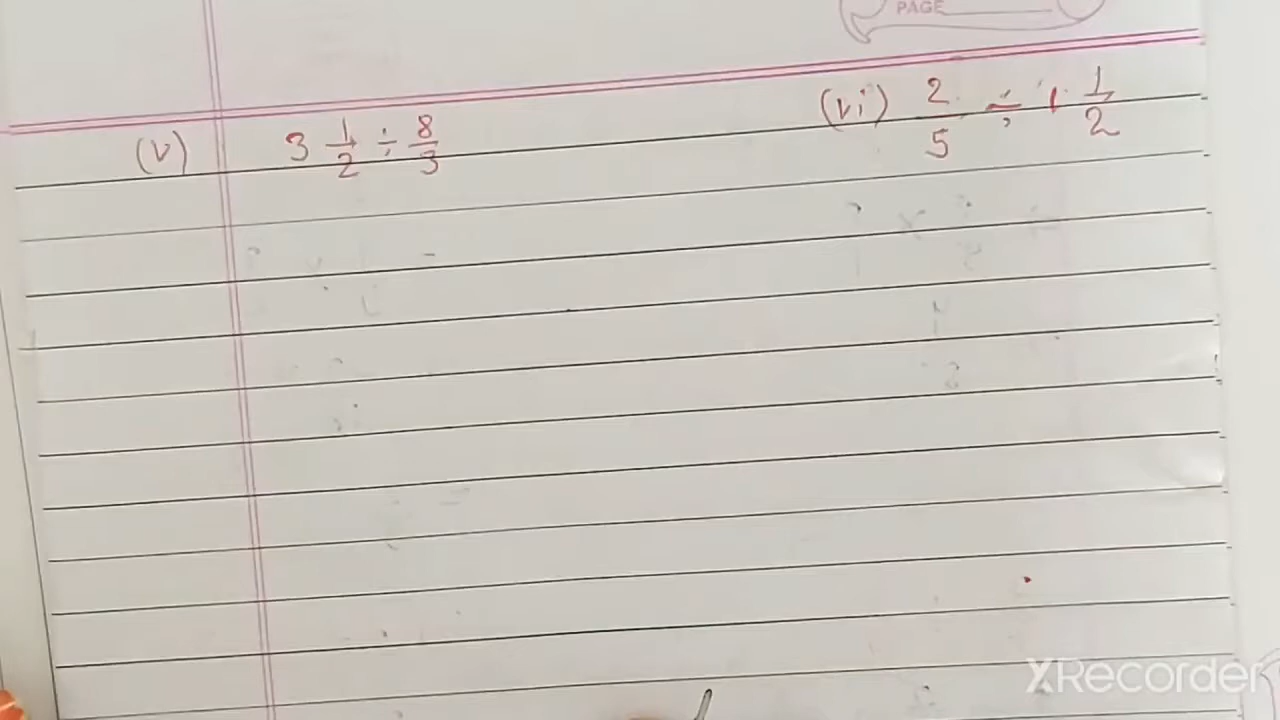 PAGE
(v) 3 1/2 ÷ 8/3
(vi) 2/5 ÷ 1 1/2
XRecorder